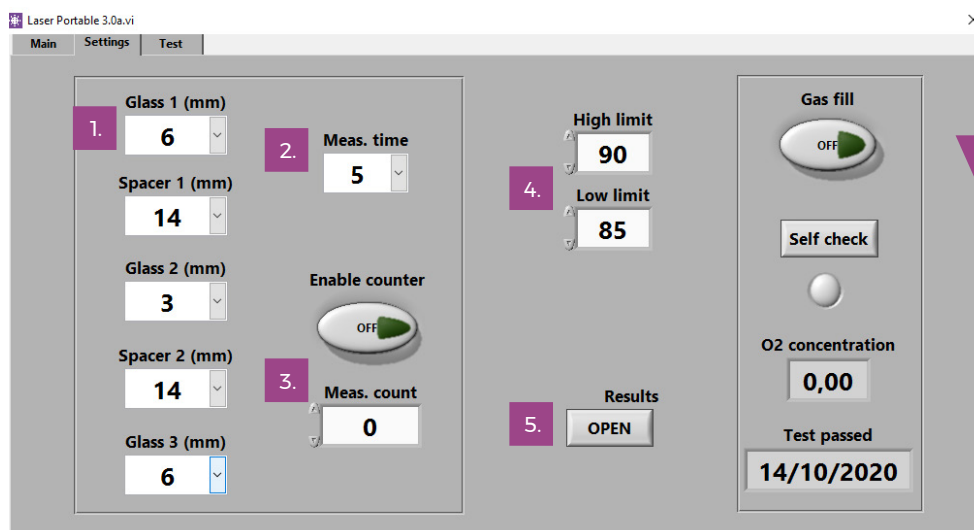 Laser Portable 3.0a.vi
Main Settings Test
1.
Glass 1 (mm)
6
Spacer 1 (mm)
14
Glass 2 (mm)
3
Spacer 2 (mm)
14
Glass 3 (mm)
6
2.
Meas. time
5
Enable counter
OFF
3.
Meas. count
0
4.
High limit
90
Low limit
85
5.
Results
OPEN
Gas fill
OFF
Self check
O2 concentration
0,00
Test passed
14/10/2020